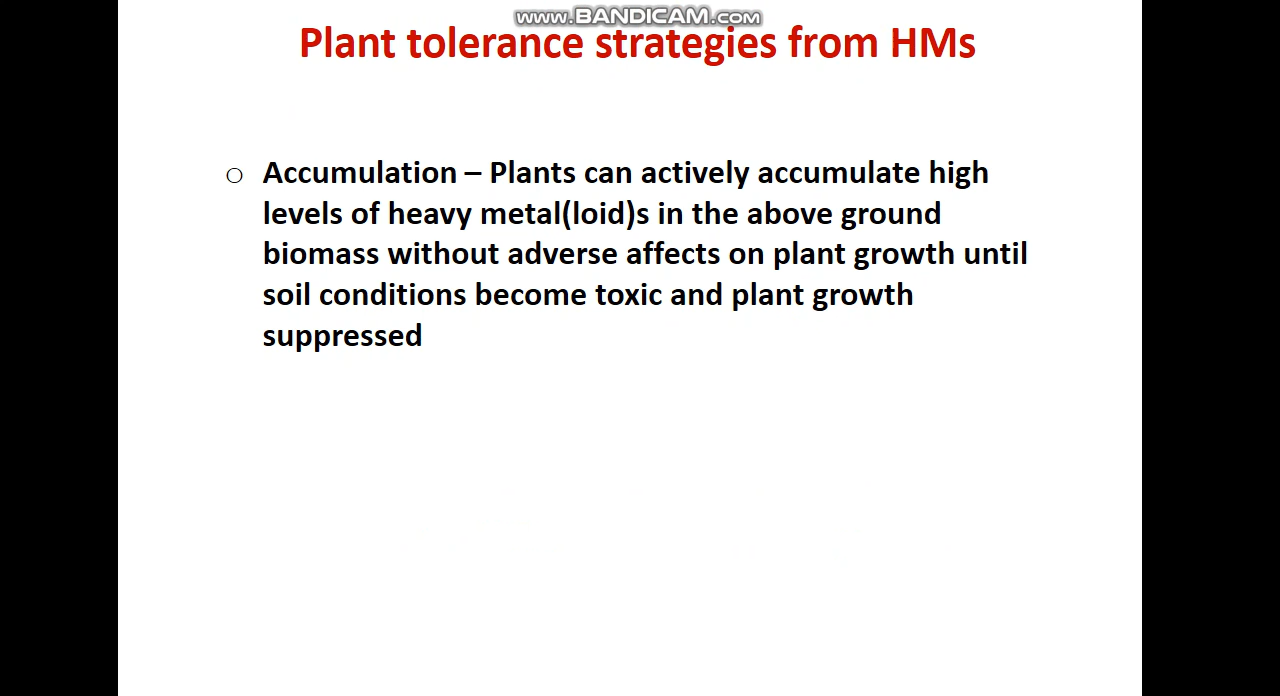 www.BANDICAM.com
Plant tolerance strategies from HMs
○ Accumulation – Plants can actively accumulate high
levels of heavy metal(loid)s in the above ground
biomass without adverse affects on plant growth until
soil conditions become toxic and plant growth
suppressed